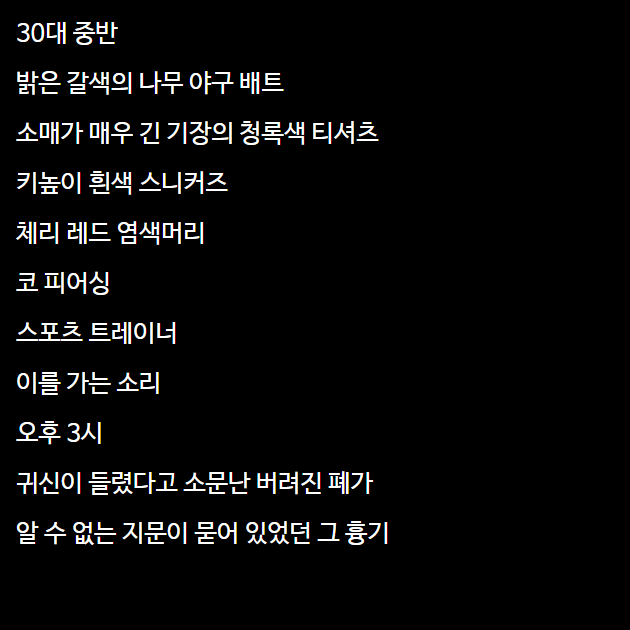 30대 중반
밝은 갈색의 나무 야구 배트
소매가 매우 긴 기장의 청록색 티셔츠
키높이 흰색 스니커즈
체리 레드 염색머리
코 피어싱
스포츠 트레이너
이를 가는 소리
오후 3시
귀신이 들렸다고 소문난 버려진 폐가
알 수 없는 지문이 묻어 있었던 그 흉기